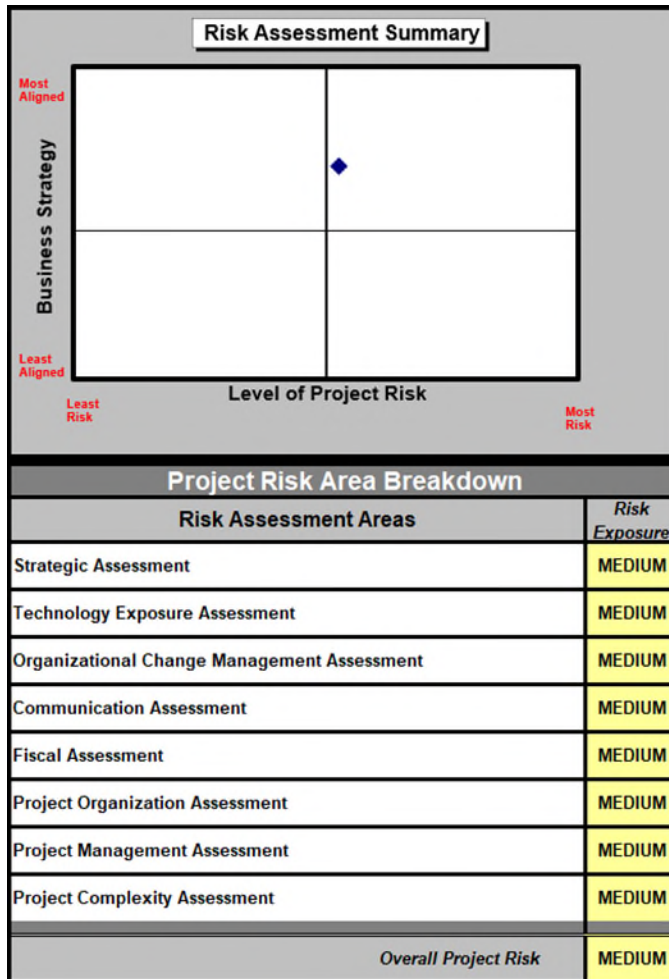 Risk Assessment Summary
Most
Aligned
Business Strategy
Least
Aligned
Least
Risk
Level of Project Risk
Most
Risk
Project Risk Area Breakdown
Risk Assessment Areas
Risk
Exposure
Strategic Assessment MEDIUM
Technology Exposure Assessment MEDIUM
Organizational Change Management Assessment MEDIUM
Communication Assessment MEDIUM
Fiscal Assessment MEDIUM
Project Organization Assessment MEDIUM
Project Management Assessment MEDIUM
Project Complexity Assessment MEDIUM
Overall Project Risk MEDIUM